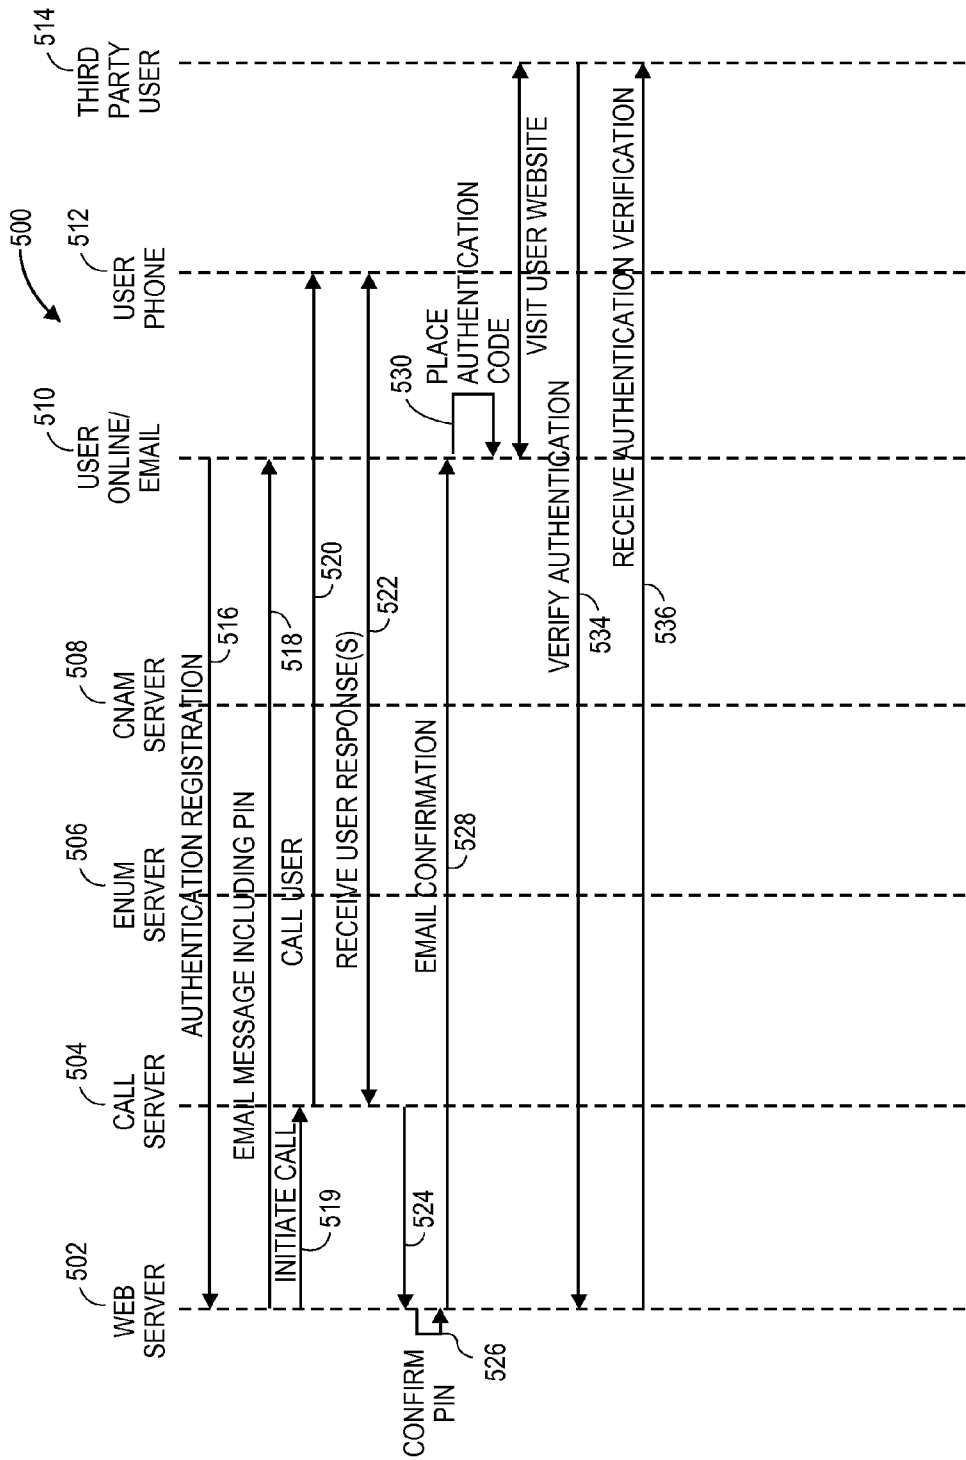 500
502
WEB
SERVER
504
CALL
SERVER
506
ENUM
SERVER
508
CNAM
SERVER
510
USER
ONLINE/
EMAIL
512
USER
PHONE
514
THIRD
PARTY
USER
AUTHENTICATION REGISTRATION
516
EMAIL MESSAGE INCLUDING PIN
518
INITIATE CALL
519
CALL USER
520
RECEIVE USER RESPONSE(S)
522
524
CONFIRM
PIN
526
EMAIL CONFIRMATION
528
530
PLACE
AUTHENTICATION
CODE
VISIT USER WEBSITE
VERIFY AUTHENTICATION
534
RECEIVE AUTHENTICATION VERIFICATION
536